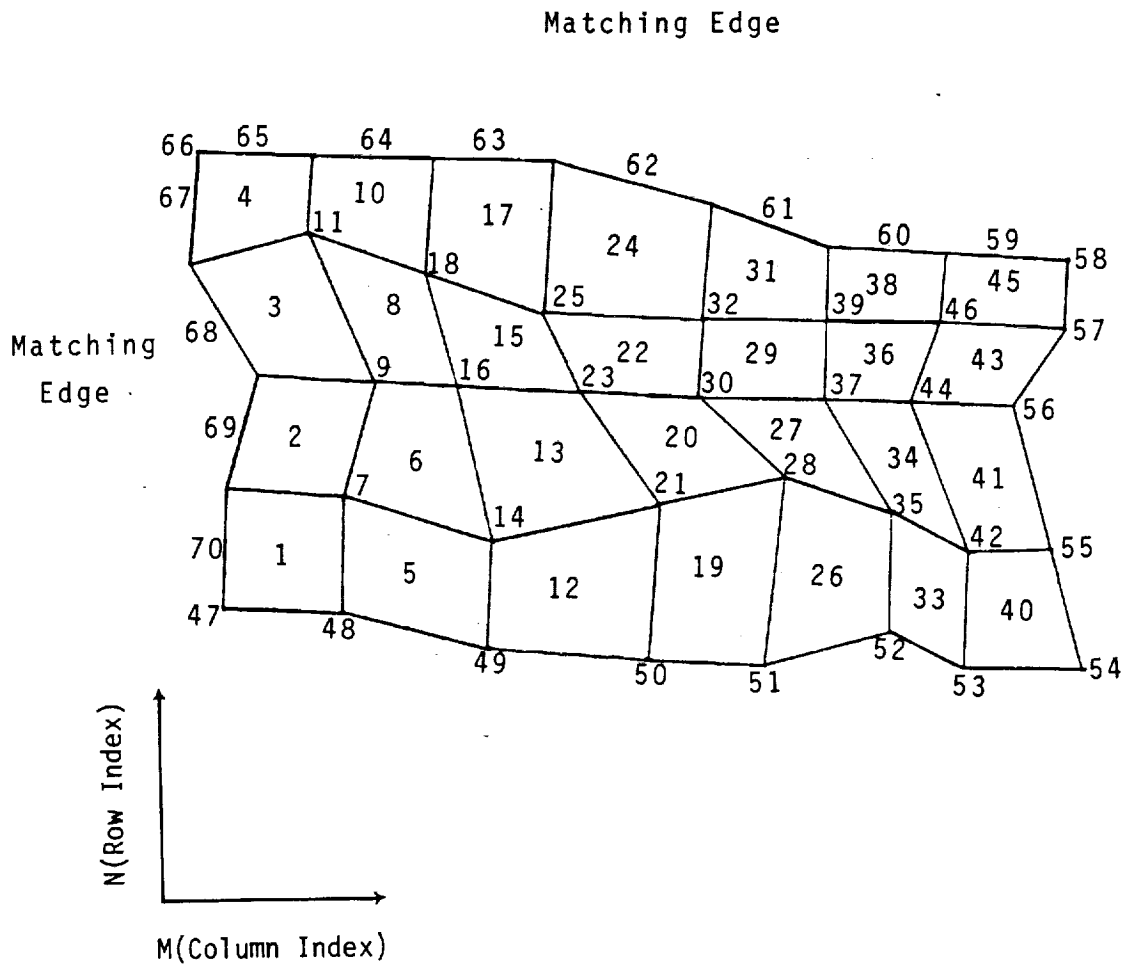 Matching Edge
66 65 64 63 62
67 4 10 17 24 61
11 31 60 59 58
18 38 45
3 8 25 32 39 46 57
68 15 22 29 36 43
Matching
Edge
9 16 23 30 37 44 56
69 2 6 13 20 27 34 41
7 14 21 28 35 42 55
70 1 5 12 19 26 33 40
47 48 49 50 51 52 53 54
N(Row Index)
M(Column Index)